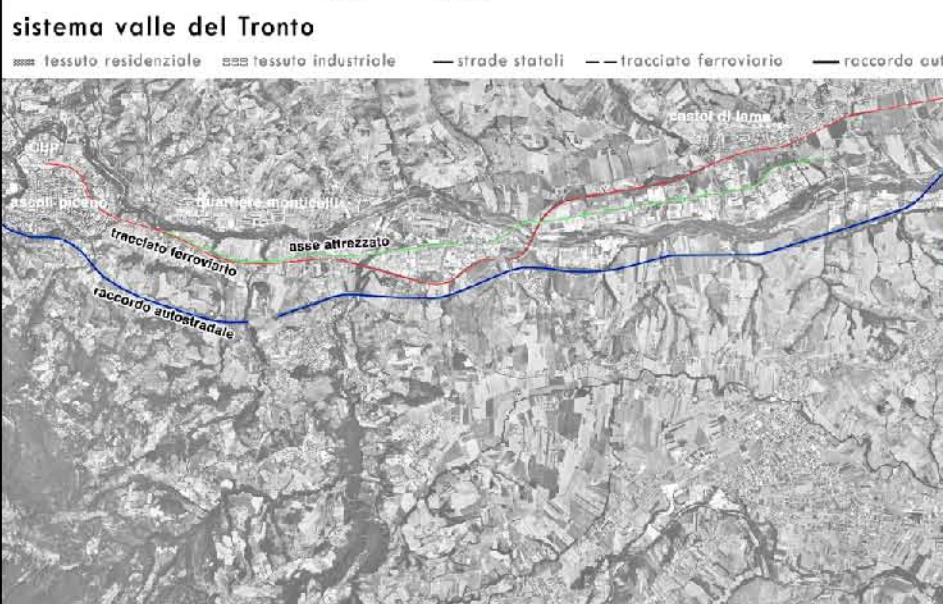 sistema valle del Tronto
tessuto residenziale tessuto industriale strade statali tracciato ferroviario raccordo aut
castel di lama
ascoli piceno
quartiere monticelli
tracciato ferroviario
asse attrezzato
raccordo autostradale